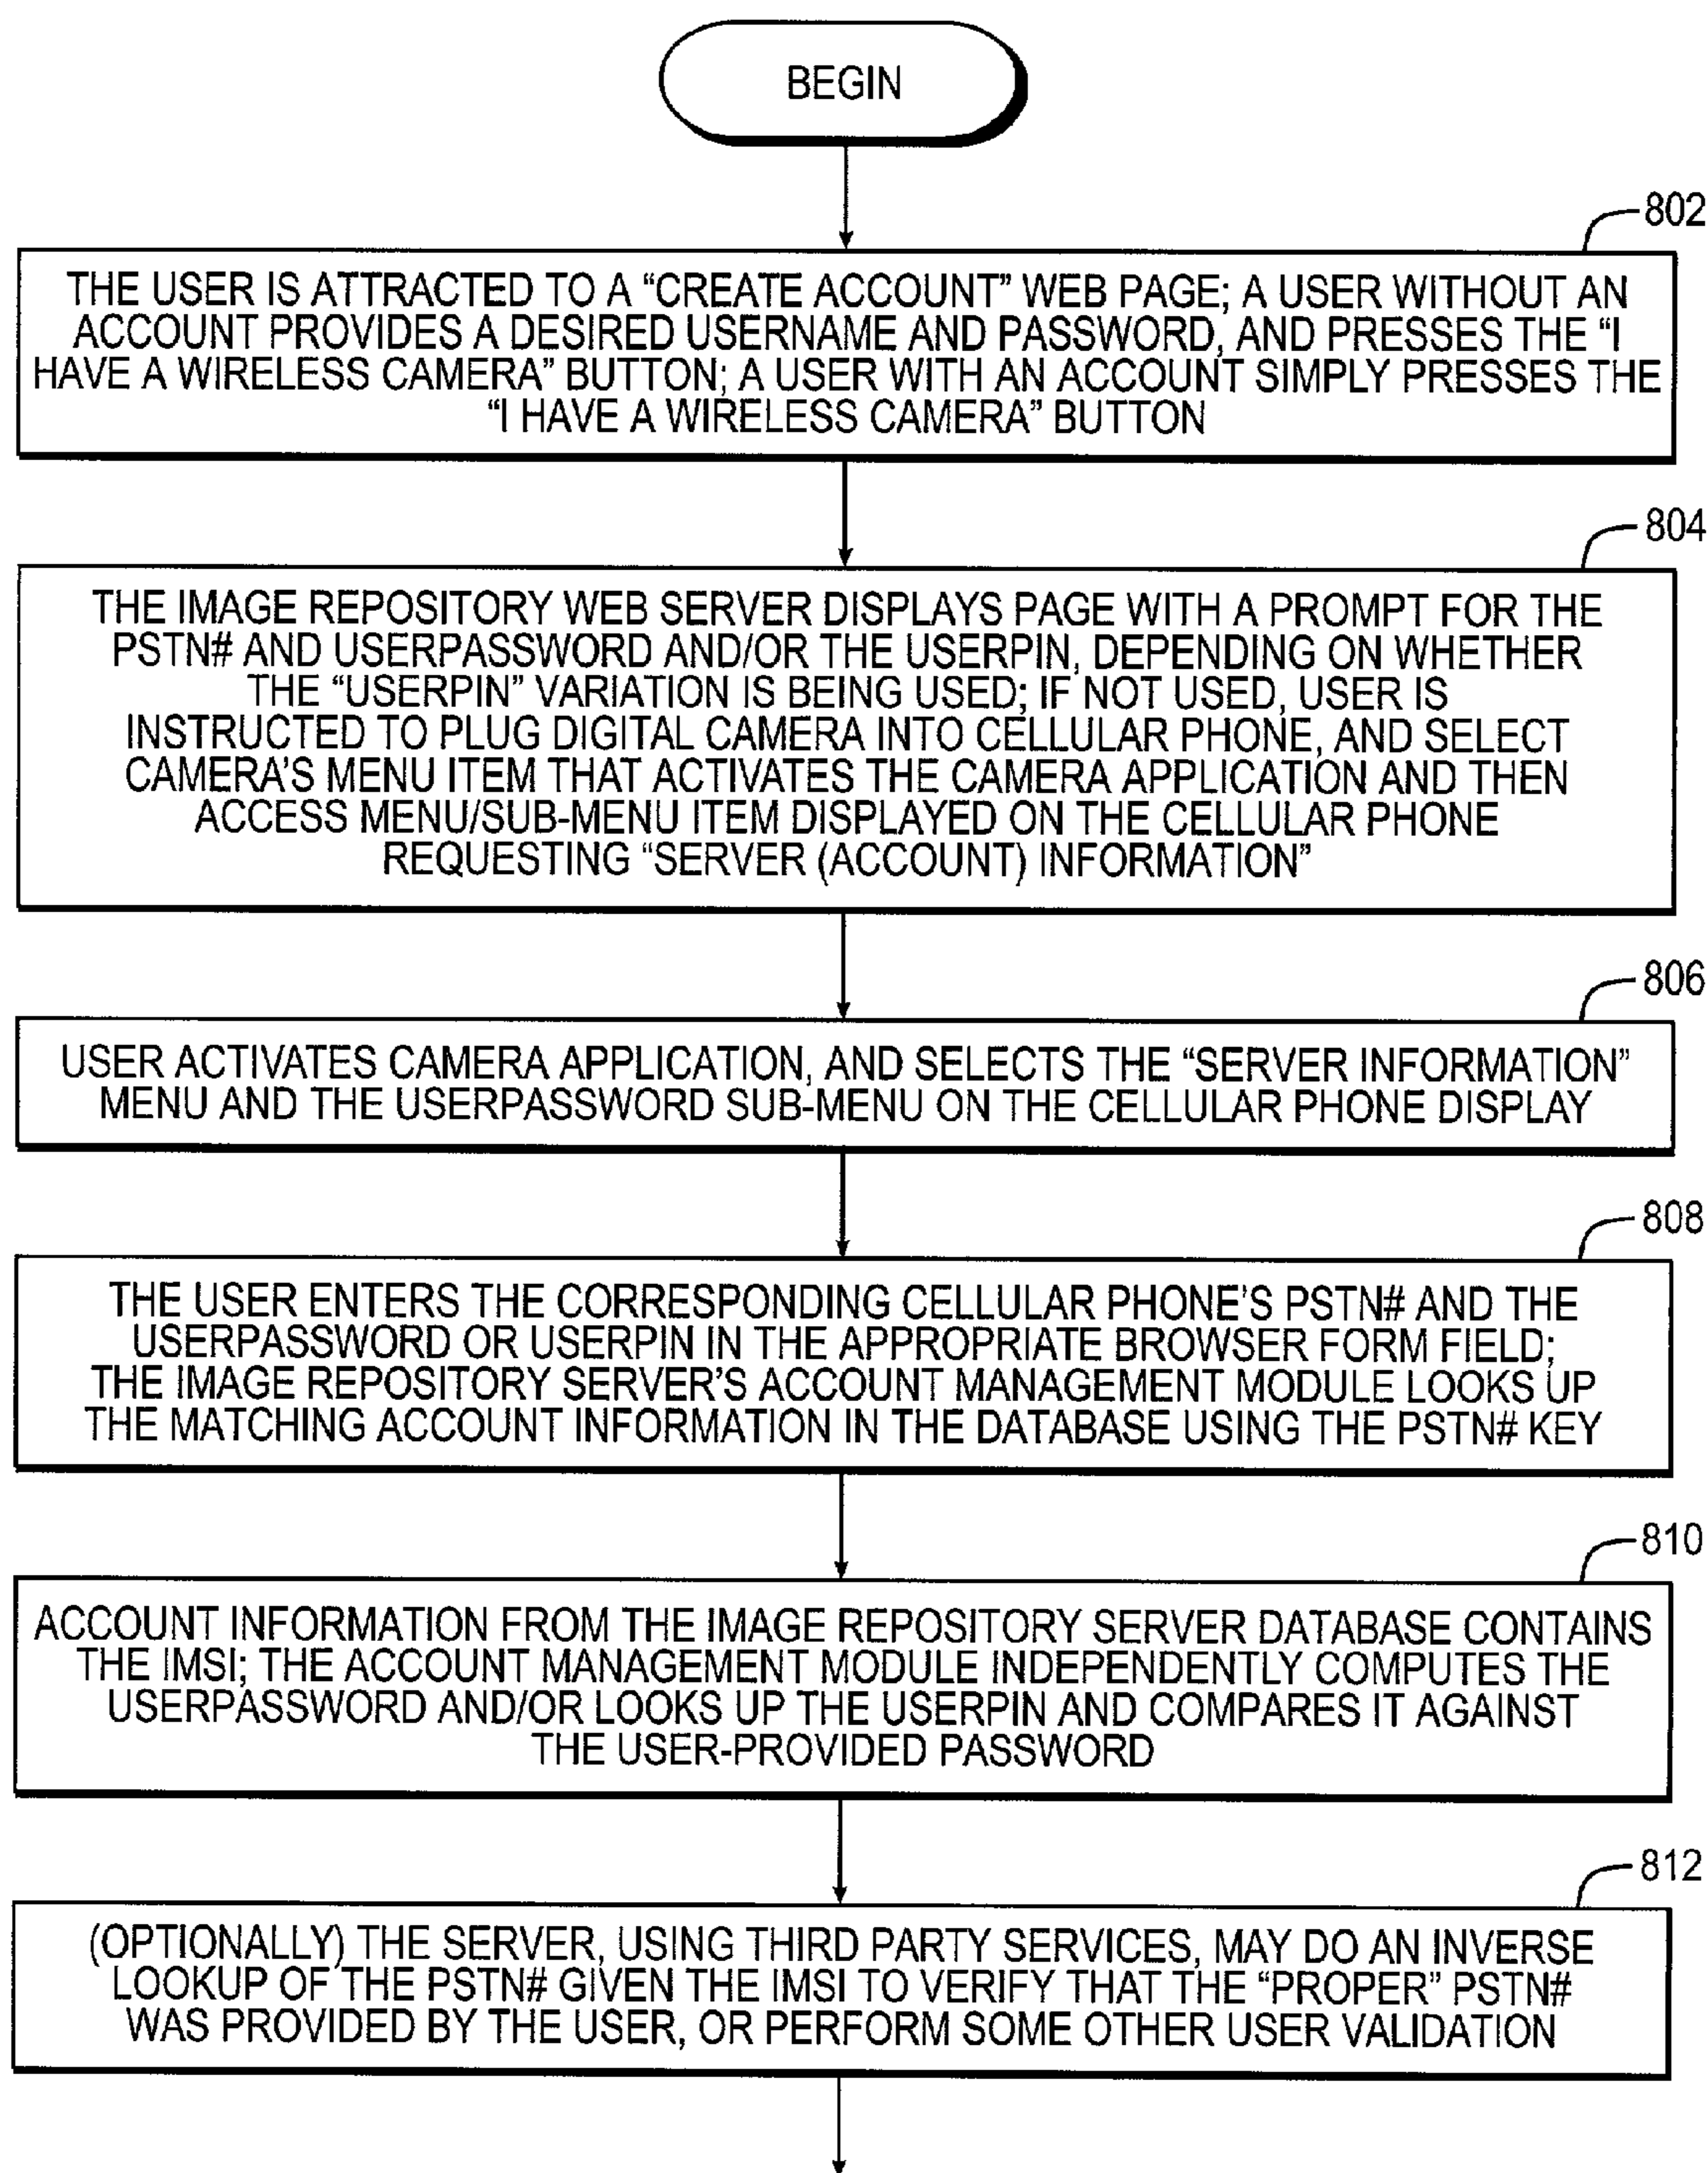 BEGIN
802
THE USER IS ATTRACTED TO A “CREATE ACCOUNT” WEB PAGE; A USER WITHOUT AN
ACCOUNT PROVIDES A DESIRED USERNAME AND PASSWORD, AND PRESSES THE “I
HAVE A WIRELESS CAMERA” BUTTON; A USER WITH AN ACCOUNT SIMPLY PRESSES THE
“I HAVE A WIRELESS CAMERA” BUTTON
804
THE IMAGE REPOSITORY WEB SERVER DISPLAYS PAGE WITH A PROMPT FOR THE
PSTN# AND USERPASSWORD AND/OR THE USERPIN, DEPENDING ON WHETHER
THE “USERPIN” VARIATION IS BEING USED; IF NOT USED, USER IS
INSTRUCTED TO PLUG DIGITAL CAMERA INTO CELLULAR PHONE, AND SELECT
CAMERA’S MENU ITEM THAT ACTIVATES THE CAMERA APPLICATION AND THEN
ACCESS MENU/SUB-MENU ITEM DISPLAYED ON THE CELLULAR PHONE
REQUESTING “SERVER (ACCOUNT) INFORMATION”
806
USER ACTIVATES CAMERA APPLICATION, AND SELECTS THE “SERVER INFORMATION”
MENU AND THE USERPASSWORD SUB-MENU ON THE CELLULAR PHONE DISPLAY
808
THE USER ENTERS THE CORRESPONDING CELLULAR PHONE’S PSTN# AND THE
USERPASSWORD OR USERPIN IN THE APPROPRIATE BROWSER FORM FIELD;
THE IMAGE REPOSITORY SERVER’S ACCOUNT MANAGEMENT MODULE LOOKS UP
THE MATCHING ACCOUNT INFORMATION IN THE DATABASE USING THE PSTN# KEY
810
ACCOUNT INFORMATION FROM THE IMAGE REPOSITORY SERVER DATABASE CONTAINS
THE IMSI; THE ACCOUNT MANAGEMENT MODULE INDEPENDENTLY COMPUTES THE
USERPASSWORD AND/OR LOOKS UP THE USERPIN AND COMPARES IT AGAINST
THE USER-PROVIDED PASSWORD
812
(OPTIONALLY) THE SERVER, USING THIRD PARTY SERVICES, MAY DO AN INVERSE
LOOKUP OF THE PSTN# GIVEN THE IMSI TO VERIFY THAT THE “PROPER” PSTN#
WAS PROVIDED BY THE USER, OR PERFORM SOME OTHER USER VALIDATION